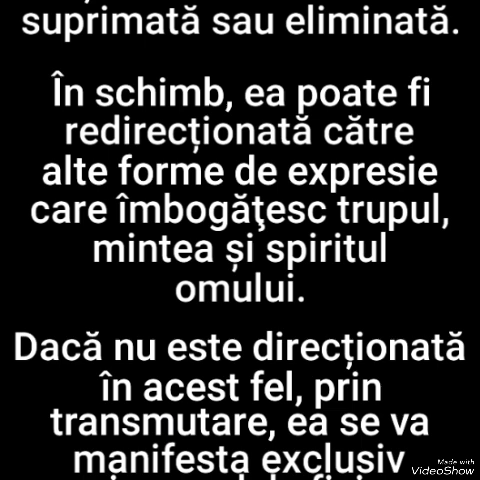 suprimată sau eliminată.
În schimb, ea poate fi
redirecționată către
alte forme de expresie
care îmbogăţesc trupul,
mintea și spiritul
omului.
Dacă nu este direcționată
în acest fel, prin
transmutare, ea se va
manifesta exclusiv
Made with
VideoShow